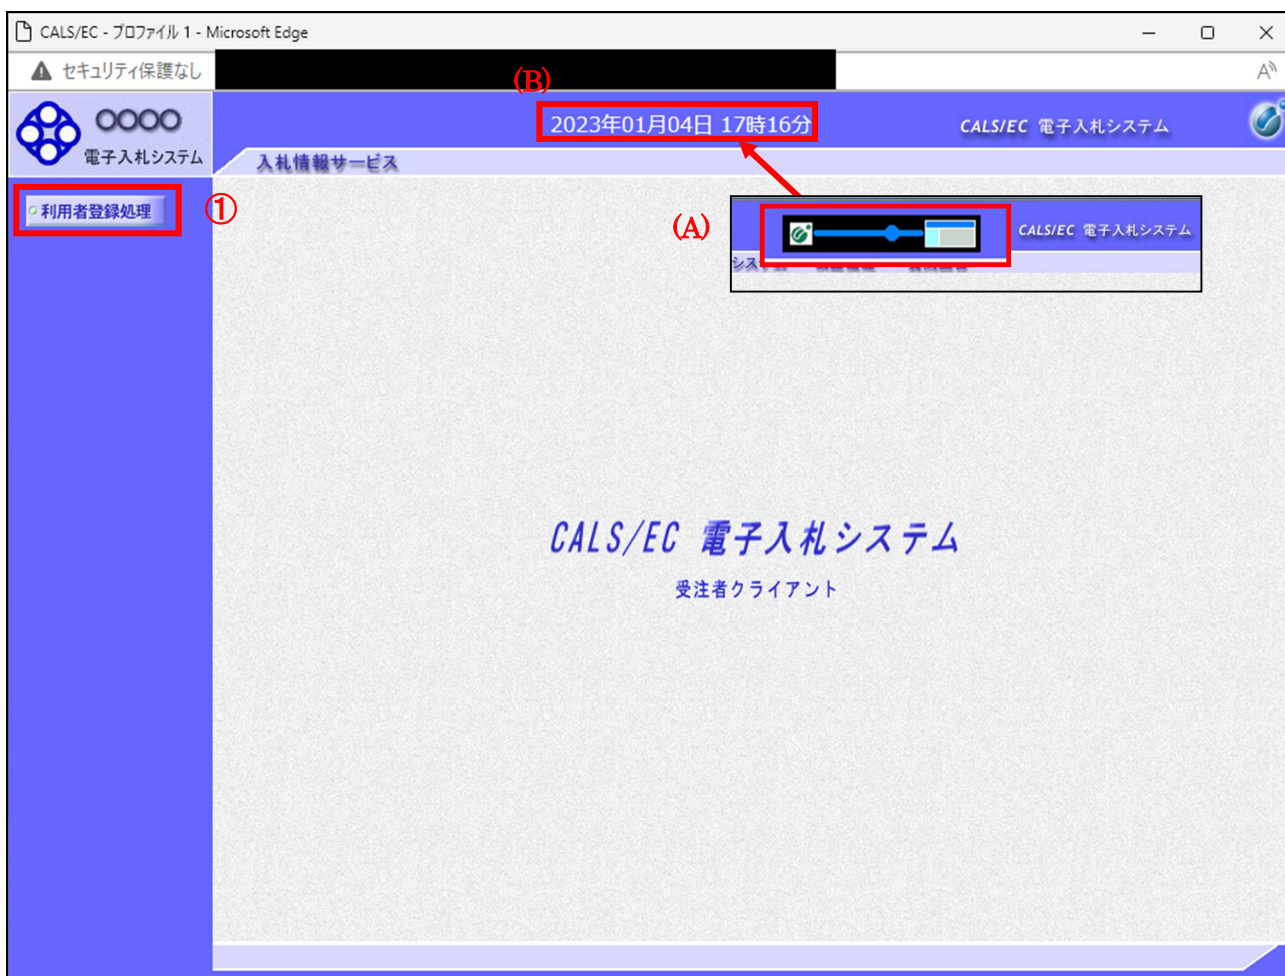 CALS/EC - プロファイル 1 - Microsoft Edge
セキュリティ保護なし
A
(B)
〇〇〇〇
電子入札システム
2023年01月04日 17時16分
CALS/EC 電子入札システム
入札情報サービス
利用者登録処理
①
(A)
CALS/EC 電子入札システム
CALS/EC 電子入札システム
受注者クライアント